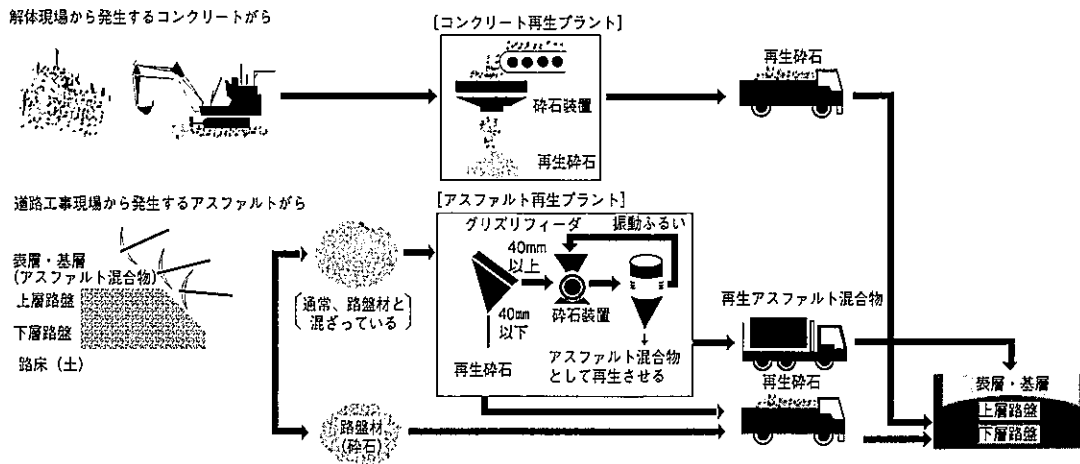 解体現場から発生するコンクリートがら
[コンクリート再生プラント]
砕石装置
再生砕石
再生砕石
道路工事現場から発生するアスファルトがら
表層・基層
(アスファルト混合物)
上層路盤
下層路盤
路床(土)
通常、路盤材と
混ざっている
路盤材
(砕石)
[アスファルト再生プラント]
グリズリフィーダ
振動ふるい
40mm
以上
40mm
以下
砕石装置
再生砕石
アスファルト混合物
として再生させる
再生アスファルト混合物
再生砕石
表層・基層
上層路盤
下層路盤